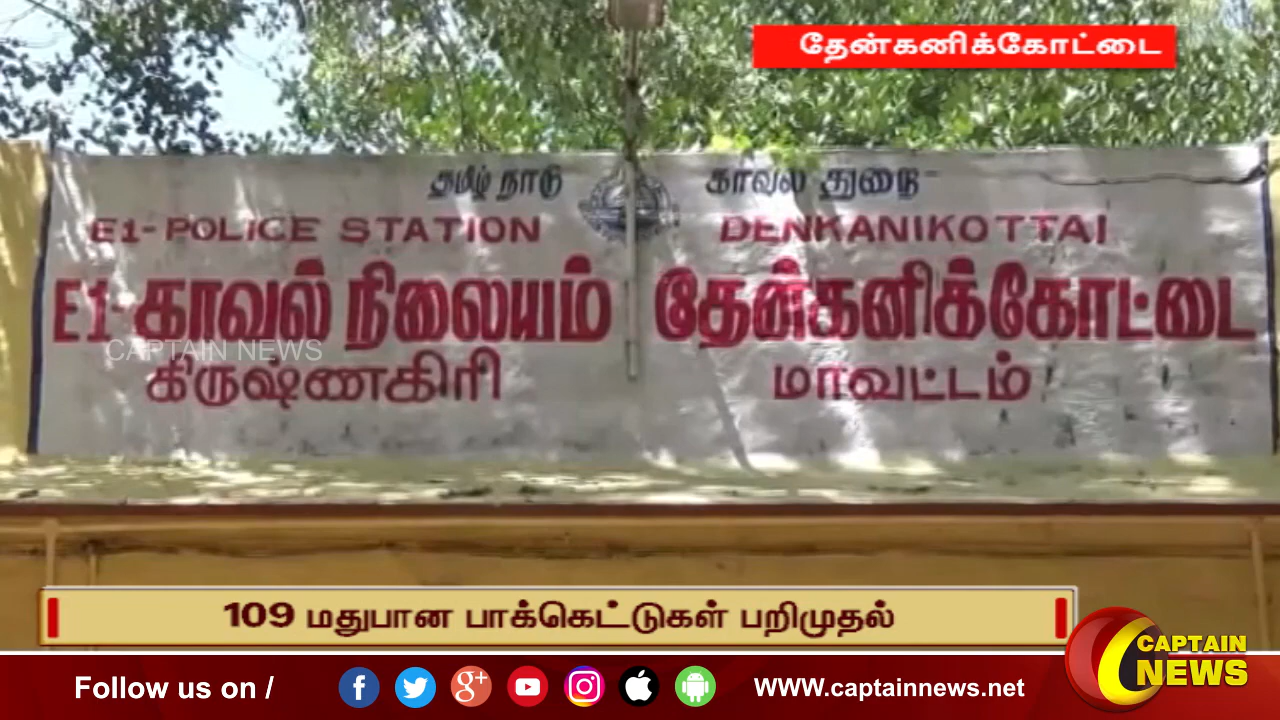 தேன்கனிக்கோட்டை
தமிழ் நாடு காவல் துறை
E1-POLICE STATION DENKANIKOTTAI
E1-காவல் நிலையம் தேன்கனிக்கோட்டை
CAPTAIN NEWS
கிருஷ்ணகிரி மாவட்டம்
109 மதுபான பாக்கெட்டுகள் பறிமுதல்
CAPTAIN NEWS
Follow us on / WWW.captainnews.net